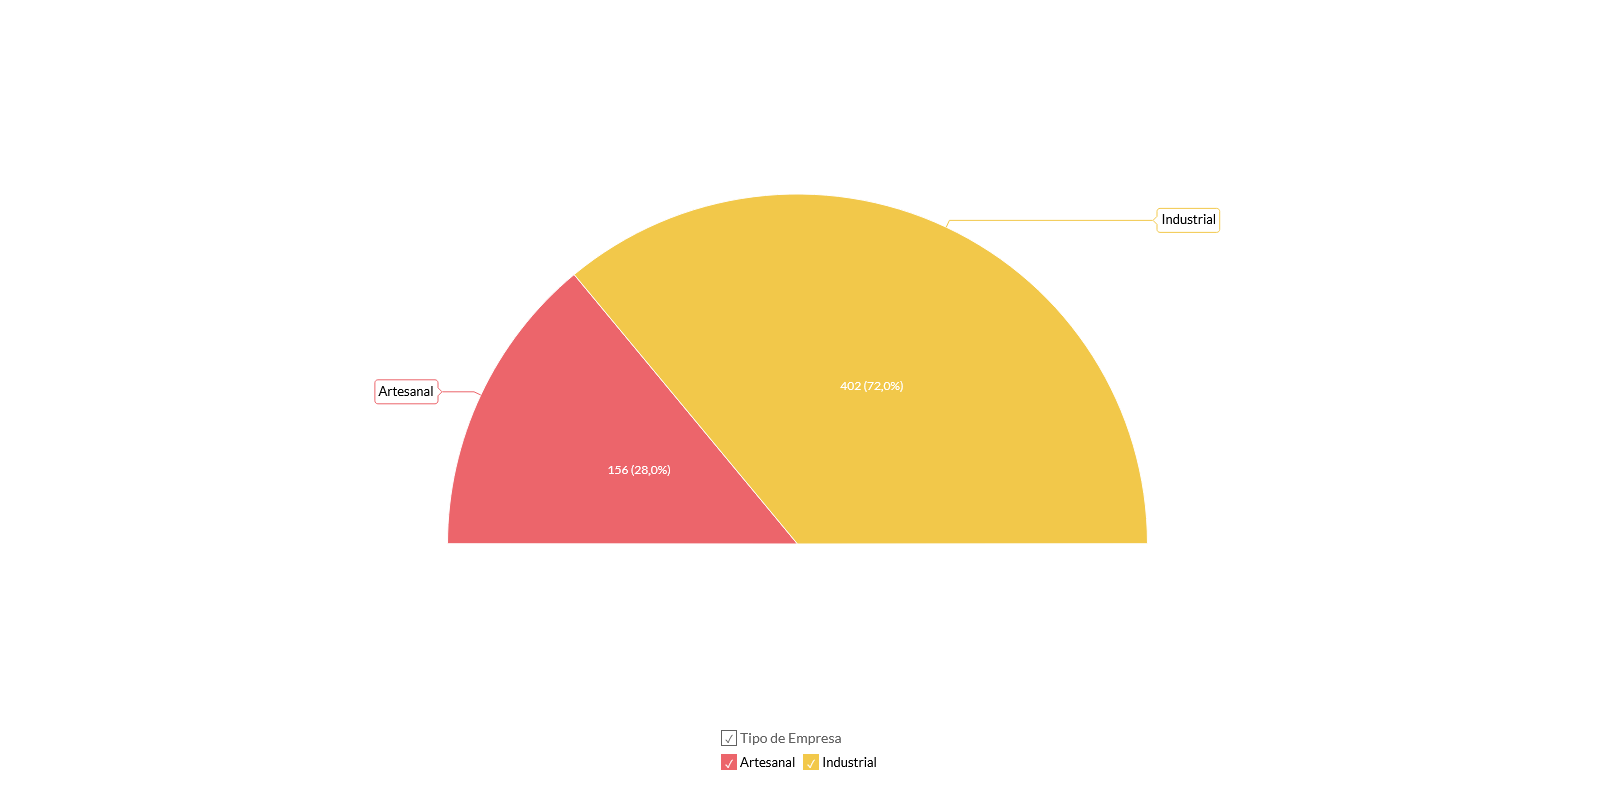 Industrial
Artesanal
402 (72,0%)
156 (28,0%)
Tipo de Empresa
Artesanal Industrial